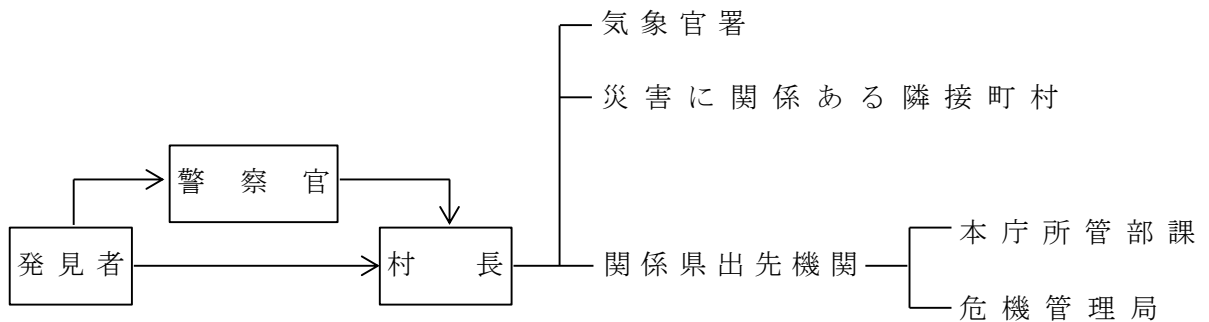 気象官署
災害に関係ある隣接町村
警察官
発見者
村長
関係県出先機関
本庁所管部課
危機管理局